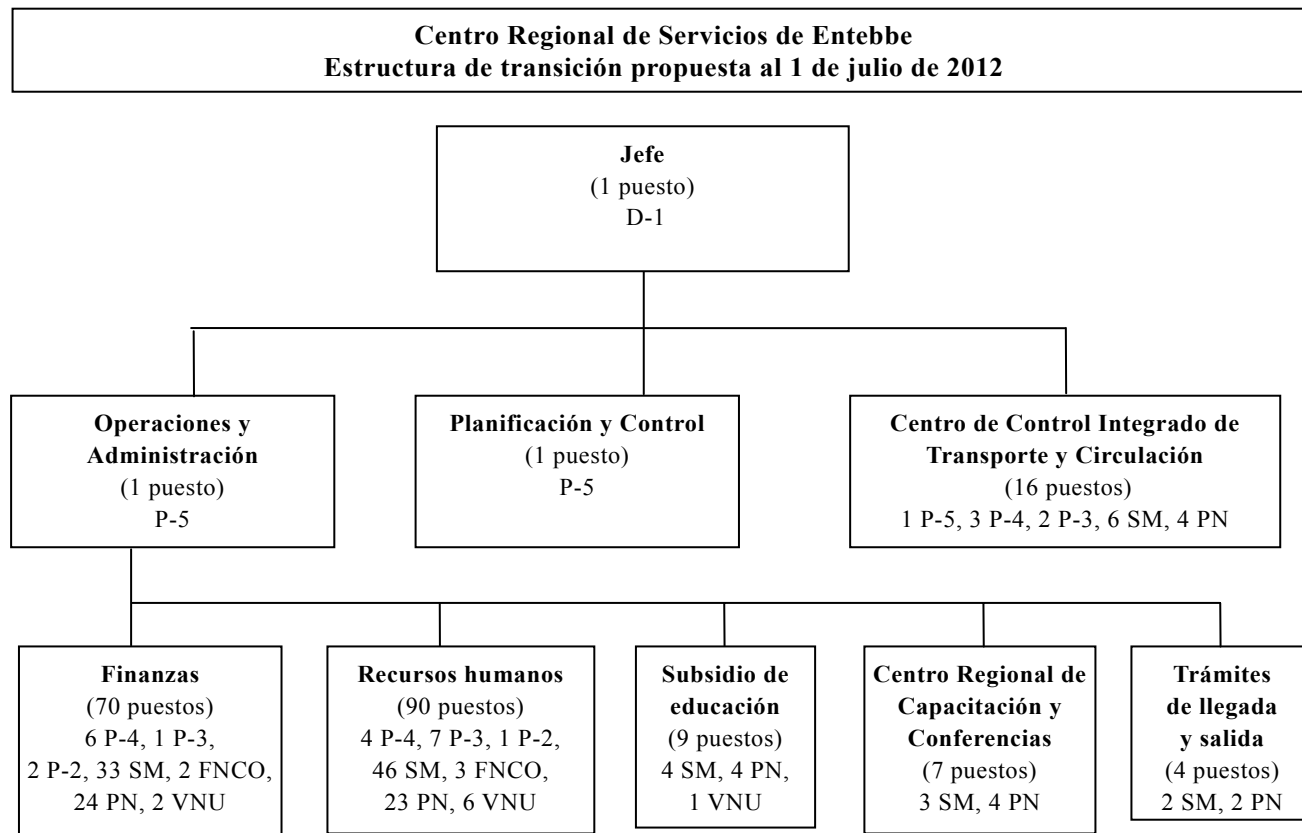 Centro Regional de Servicios de Entebbe
Estructura de transición propuesta al 1 de julio de 2012
Jefe
(1 puesto)
D-1
Operaciones y
Administración
(1 puesto)
P-5
Planificación y Control
(1 puesto)
P-5
Centro de Control Integrado de
Transporte y Circulación
(16 puestos)
1 P-5, 3 P-4, 2 P-3, 6 SM, 4 PN
Finanzas
(70 puestos)
6 P-4, 1 P-3,
2 P-2, 33 SM, 2 FNCO,
24 PN, 2 VNU
Recursos humanos
(90 puestos)
4 P-4, 7 P-3, 1 P-2,
46 SM, 3 FNCO,
23 PN, 6 VNU
Subsidio de
educación
(9 puestos)
4 SM, 4 PN,
1 VNU
Centro Regional de
Capacitación y
Conferencias
(7 puestos)
3 SM, 4 PN
Trámites
de llegada
y salida
(4 puestos)
2 SM, 2 PN